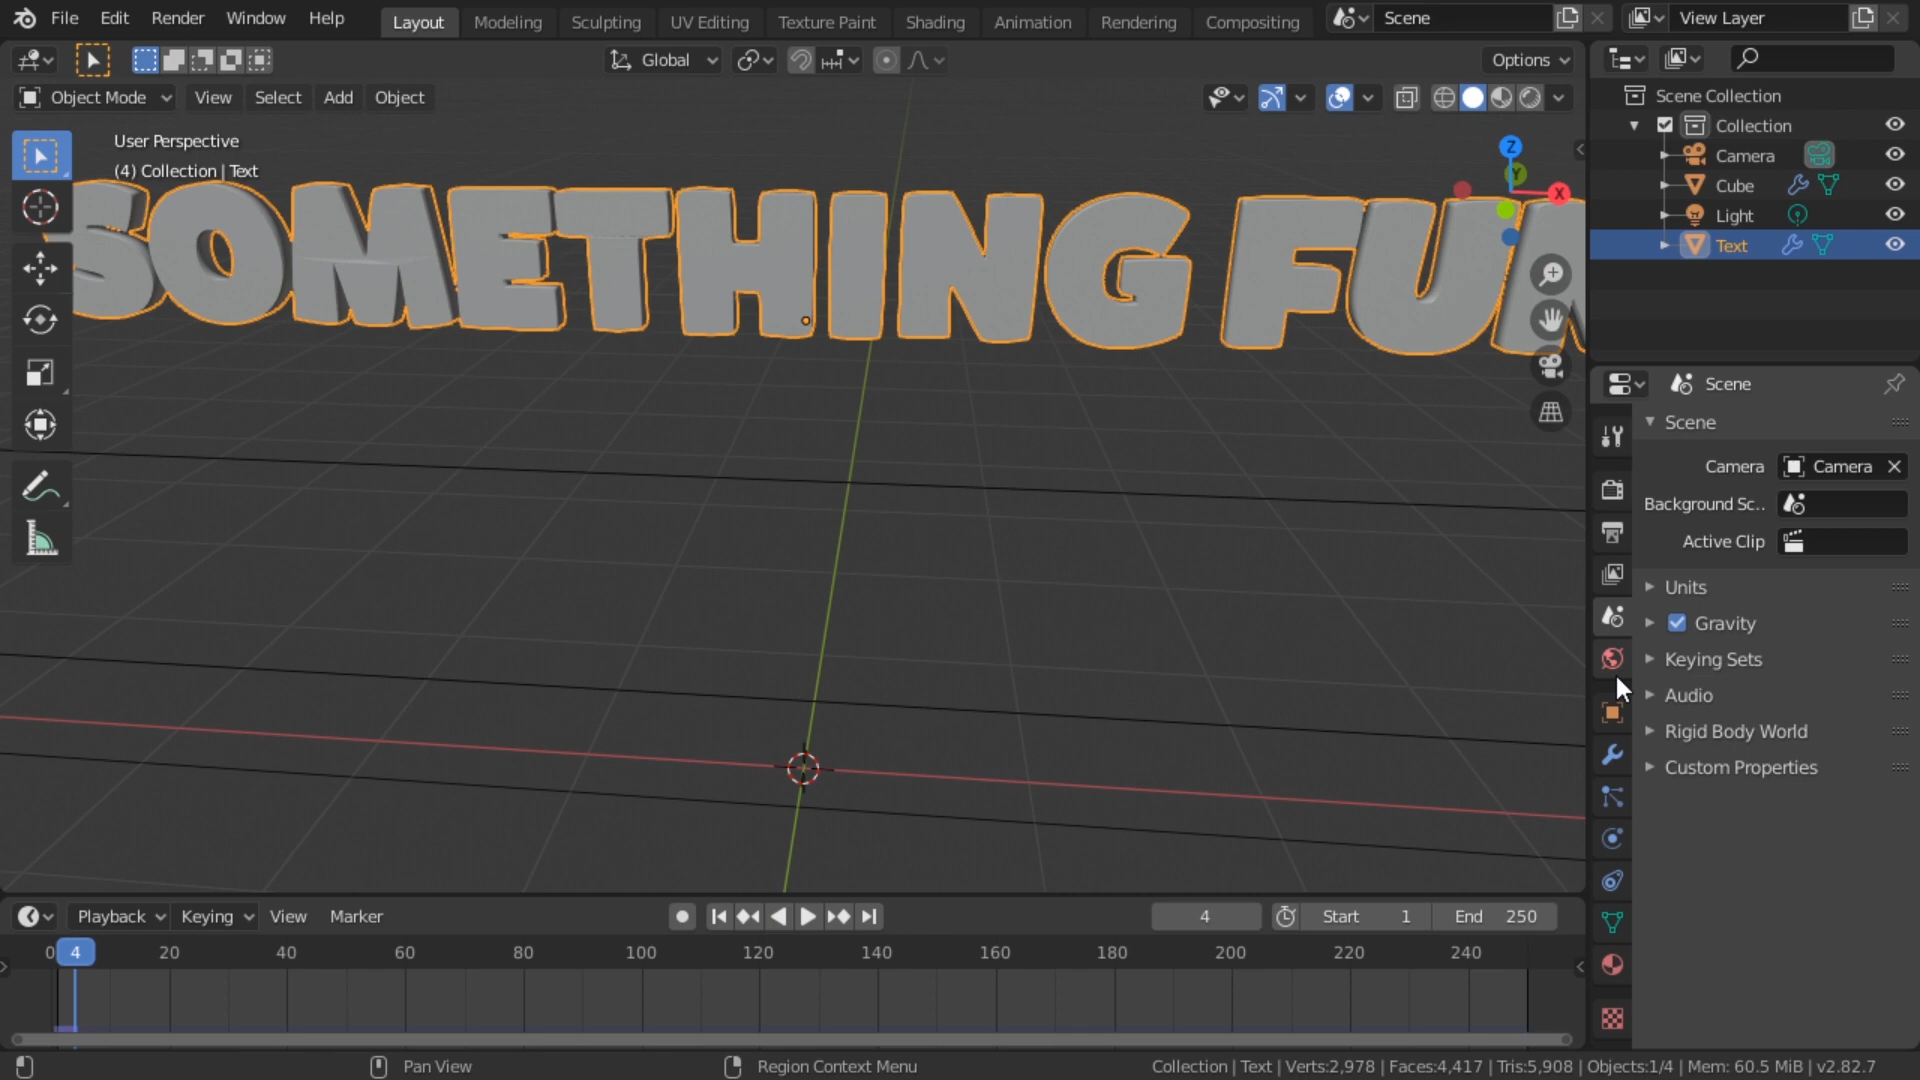 File Edit Render Window Help Layout Modeling Sculpting UV Editing Texture Paint Shading Animation Rendering Compositing Scene View Layer
Global Options
Object Mode View Select Add Object
User Perspective
(4) Collection | Text
SOMETHING FUN
Z
Y
X
Scene Collection
Collection
Camera
Cube
Light
Text
Scene
Scene
Camera Camera
Background Sc..
Active Clip
Units
Gravity
Keying Sets
Audio
Rigid Body World
Custom Properties
Playback Keying View Marker 4 Start 1 End 250
0 4 20 40 60 80 100 120 140 160 180 200 220 240
Pan View Region Context Menu Collection | Text | Verts:2,978 | Faces:4,417 | Tris:5,908 | Objects:1/4 | Mem: 60.5 MiB | v2.82.7